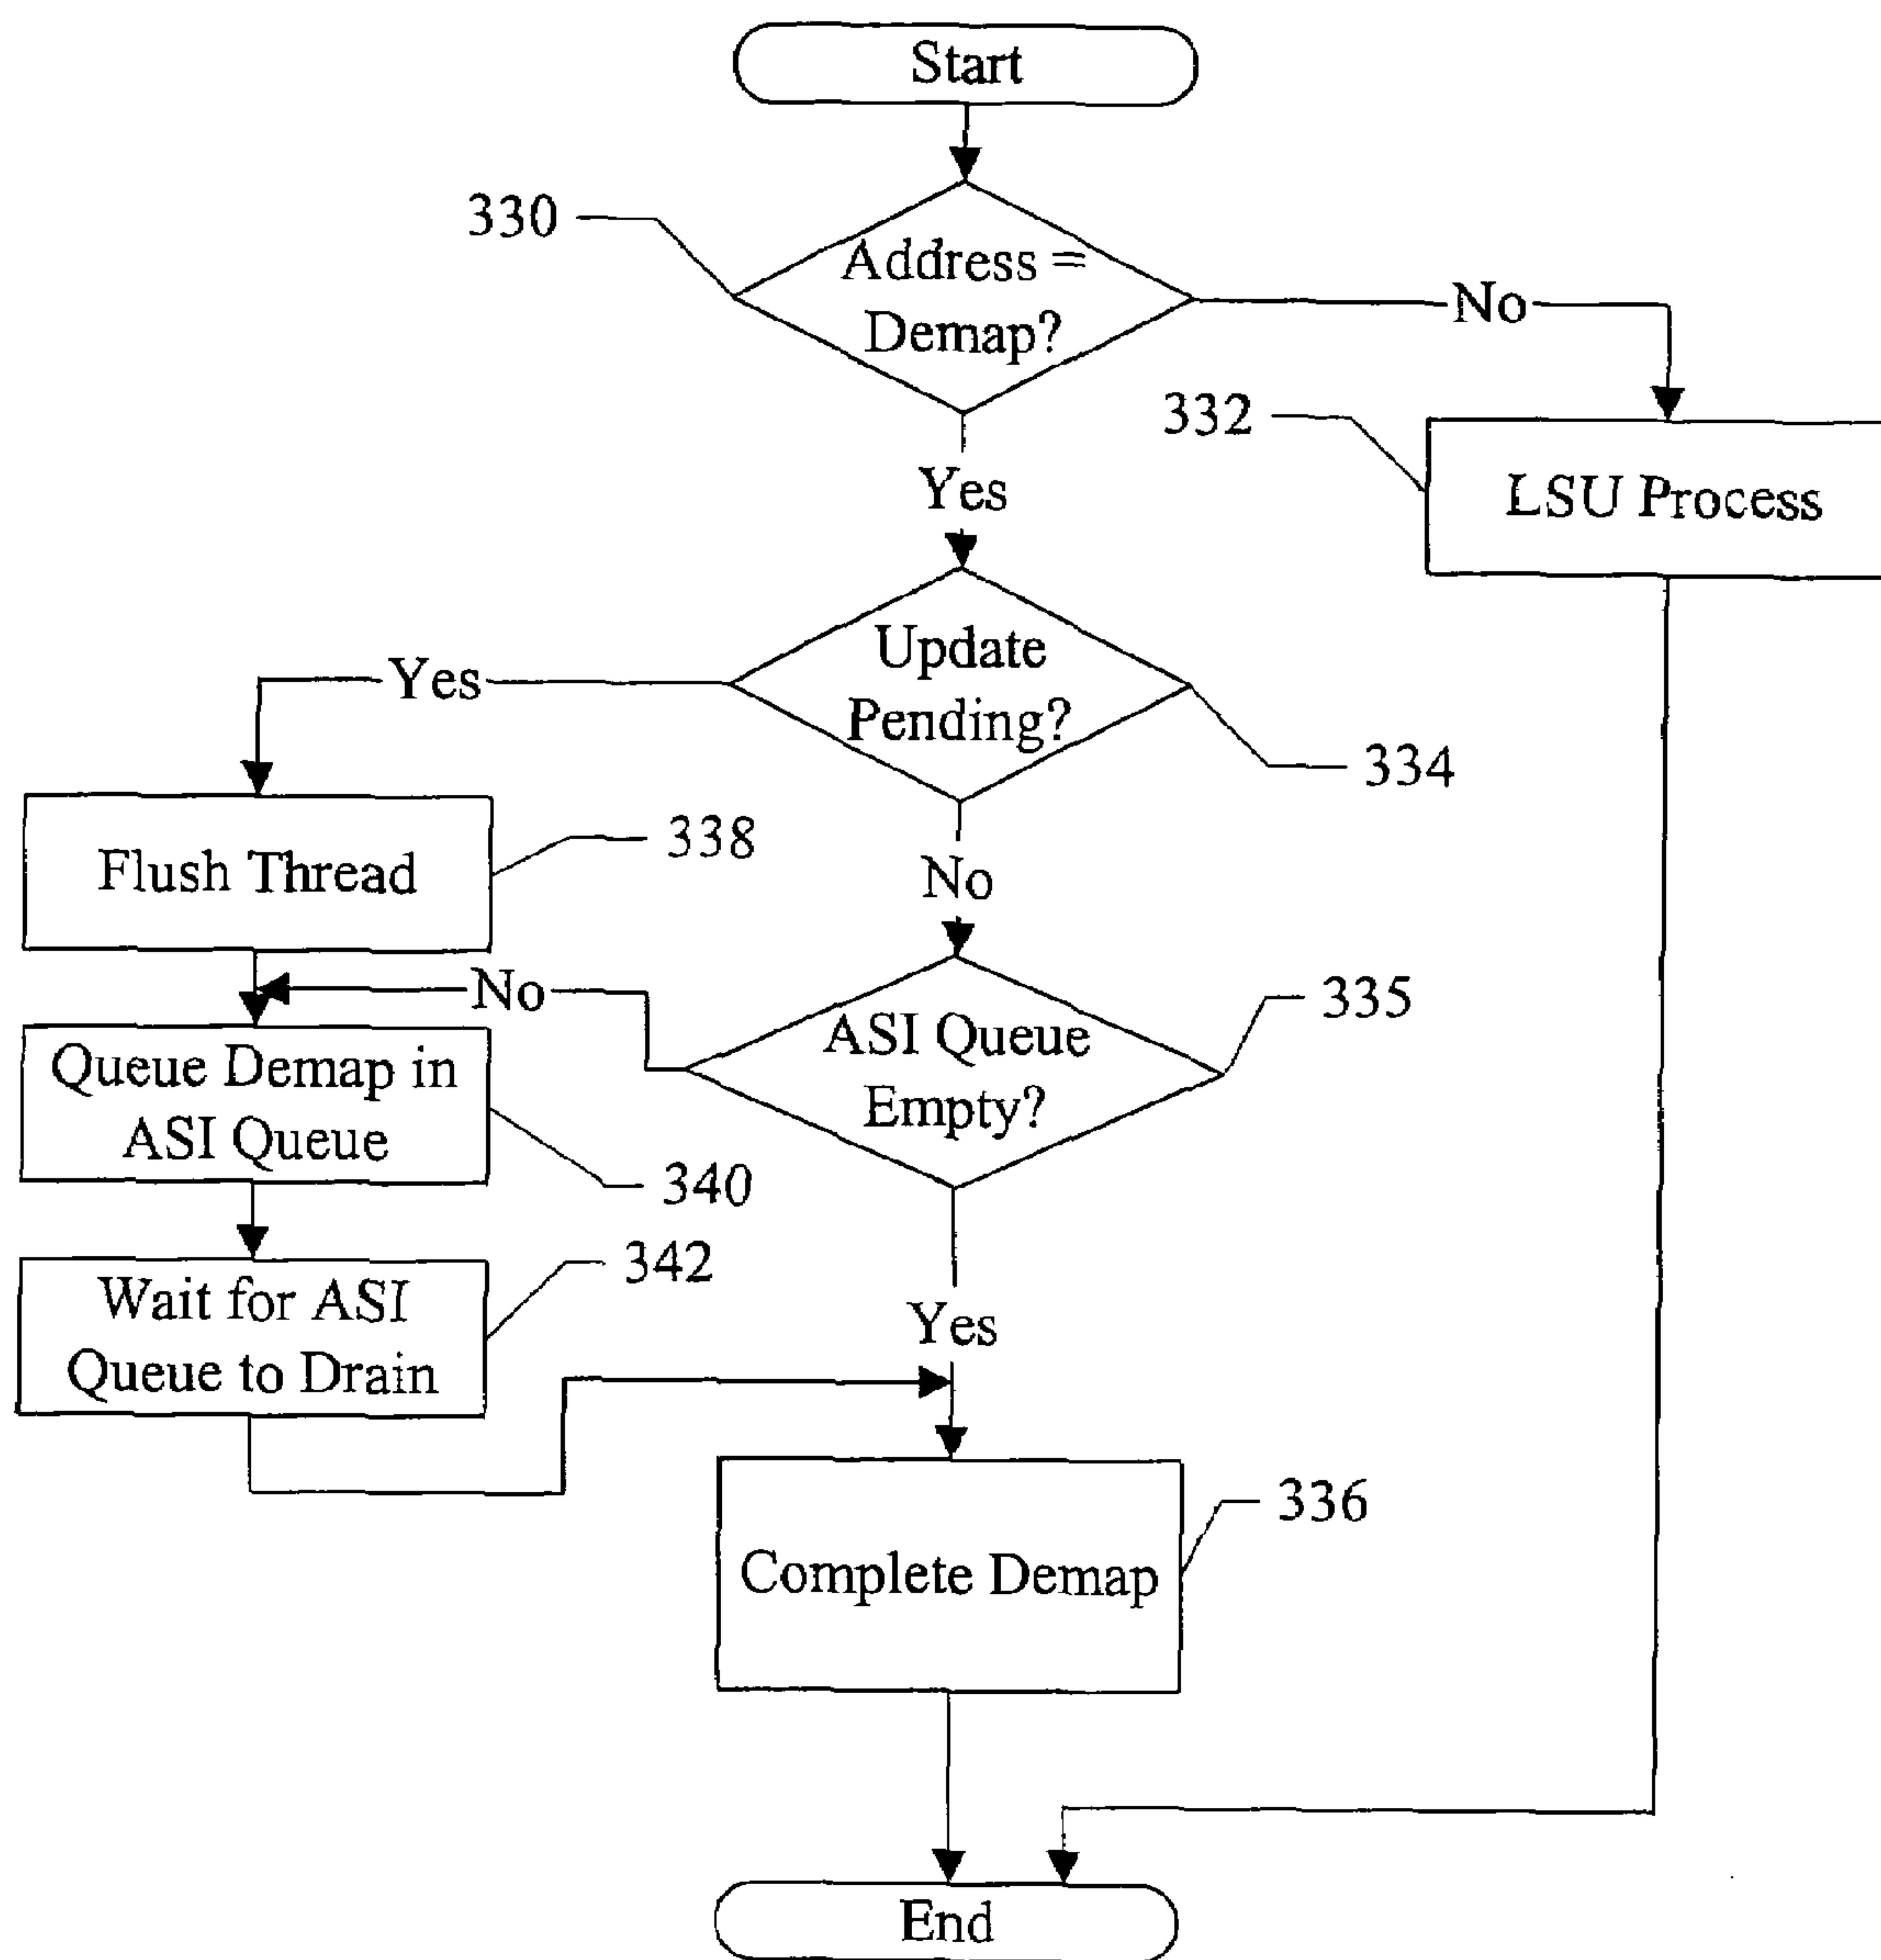 Start
330
Address =
Demap?
No
332
LSU Process
Yes
Update
Pending?
Yes
334
338
Flush Thread
No
No
335
ASI Queue
Empty?
Queue Demap in
ASI Queue
340
342
Wait for ASI
Queue to Drain
Yes
336
Complete Demap
End